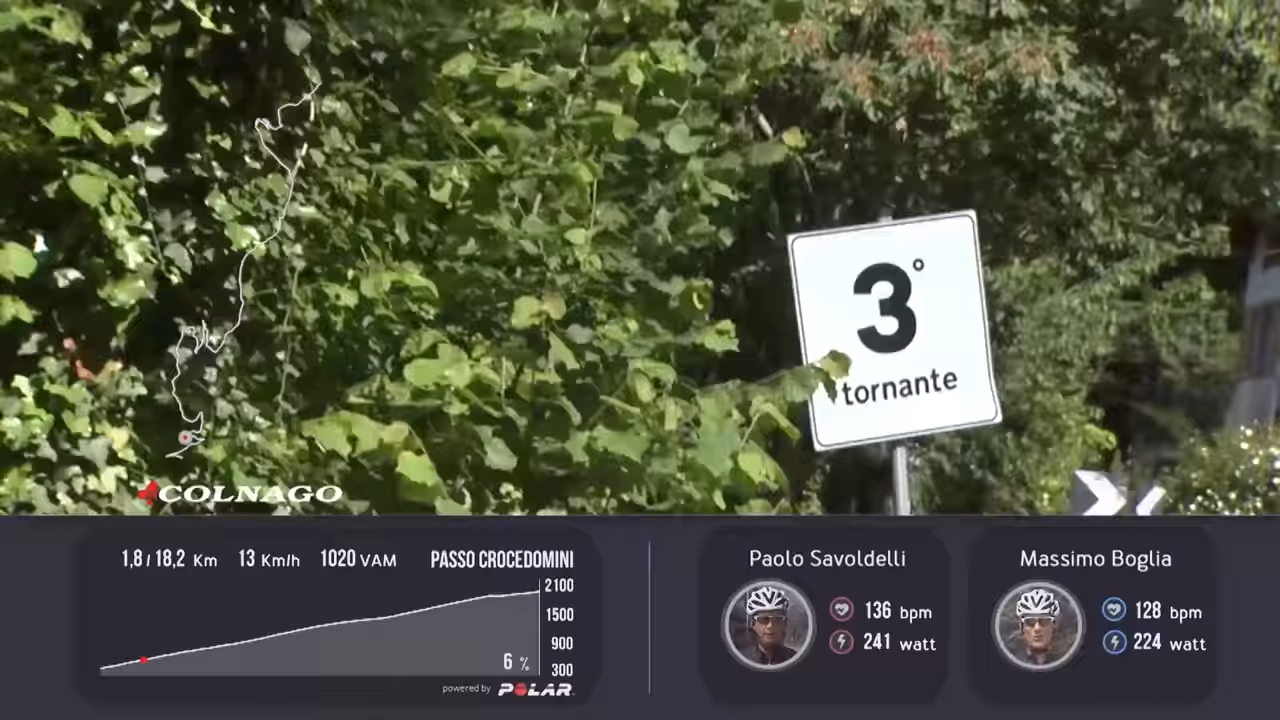 3°
tornante
COLNAGO
1,8 / 18,2 Km 13 Km/h 1020 VAM PASSO CROCEDOMINI
2100
1500
900
300
6 %
powered by POLAR
Paolo Savoldelli
136 bpm
241 watt
Massimo Boglia
128 bpm
224 watt